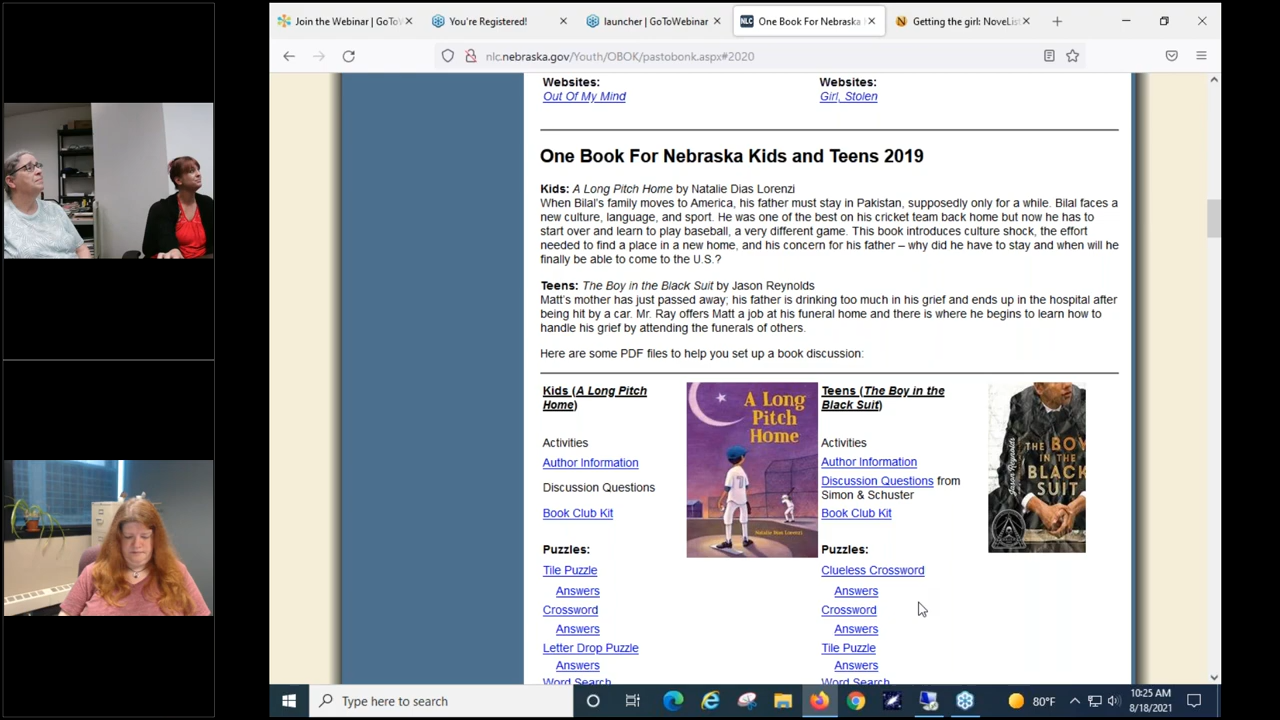 Join the Webinar | GoTo
You're Registered!
launcher | GoToWebinar
One Book For Nebraska
Getting the girl: NoveList
nlc.nebraska.gov/Youth/OBOK/pastobonk.aspx#2020
Websites:
Out Of My Mind
Websites:
Girl, Stolen
One Book For Nebraska Kids and Teens 2019
Kids: A Long Pitch Home by Natalie Dias Lorenzi
When Bilal's family moves to America, his father must stay in Pakistan, supposedly only for a while. Bilal faces a
new culture, language, and sport. He was one of the best on his cricket team back home but now he has to
start over and learn to play baseball, a very different game. This book introduces culture shock, the effort
needed to find a place in a new home, and his concern for his father – why did he have to stay and when will he
finally be able to come to the U.S.?
Teens: The Boy in the Black Suit by Jason Reynolds
Matt's mother has just passed away; his father is drinking too much in his grief and ends up in the hospital after
being hit by a car. Mr. Ray offers Matt a job at his funeral home and there is where he begins to learn how to
handle his grief by attending the funerals of others.
Here are some PDF files to help you set up a book discussion:
Kids (A Long Pitch
Home)
Activities
Author Information
Discussion Questions
Book Club Kit
Puzzles:
Tile Puzzle
Answers
Crossword
Answers
Letter Drop Puzzle
Answers
Word Search
A Long
Pitch
Home
Natalie Dias Lorenzi
Teens (The Boy in the
Black Suit)
Activities
Author Information
Discussion Questions from
Simon & Schuster
Book Club Kit
Puzzles:
Clueless Crossword
Answers
Crossword
Answers
Tile Puzzle
Answers
Word Search
THE BOY
IN THE
BLACK
SUIT
Jason Reynolds
Type here to search
80°F
10:25 AM
8/18/2021